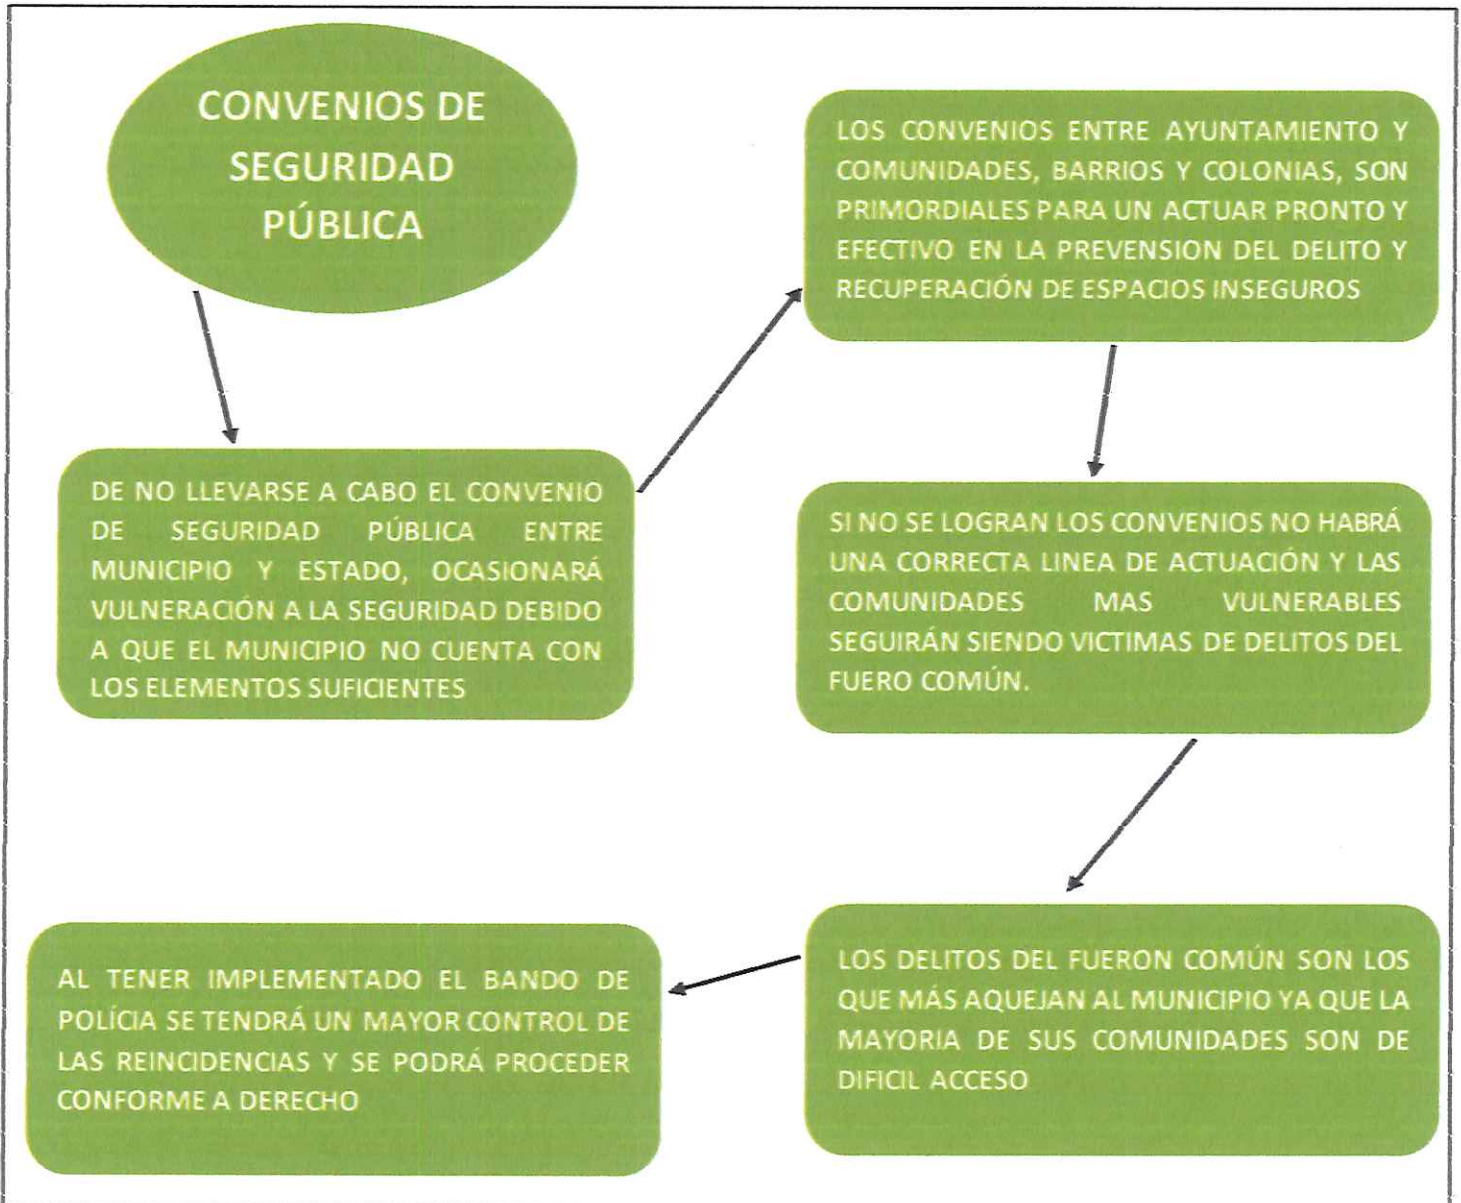 CONVENIOS DE
SEGURIDAD
PÚBLICA
DE NO LLEVARSE A CABO EL CONVENIO
DE SEGURIDAD PÚBLICA ENTRE
MUNICIPIO Y ESTADO, OCASIONARÁ
VULNERACIÓN A LA SEGURIDAD DEBIDO
A QUE EL MUNICIPIO NO CUENTA CON
LOS ELEMENTOS SUFICIENTES
LOS CONVENIOS ENTRE AYUNTAMIENTO Y
COMUNIDADES, BARRIOS Y COLONIAS, SON
PRIMORDIALES PARA UN ACTUAR PRONTO Y
EFECTIVO EN LA PREVENSION DEL DELITO Y
RECUPERACIÓN DE ESPACIOS INSEGUROS
SI NO SE LOGRAN LOS CONVENIOS NO HABRÁ
UNA CORRECTA LINEA DE ACTUACIÓN Y LAS
COMUNIDADES MAS VULNERABLES
SEGUIRÁN SIENDO VICTIMAS DE DELITOS DEL
FUERO COMÚN.
LOS DELITOS DEL FUERON COMÚN SON LOS
QUE MÁS AQUEJAN AL MUNICIPIO YA QUE LA
MAYORIA DE SUS COMUNIDADES SON DE
DIFICIL ACCESO
AL TENER IMPLEMENTADO EL BANDO DE
POLÍCIA SE TENDRÁ UN MAYOR CONTROL DE
LAS REINCIDENCIAS Y SE PODRÁ PROCEDER
CONFORME A DERECHO